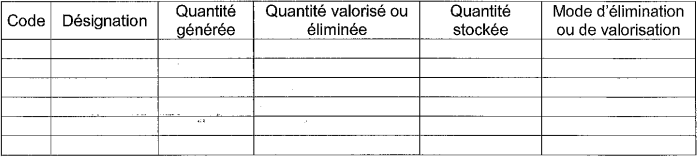 Code Désignation Quantité générée Quantité valorisé ou éliminée Quantité stockée Mode d'élimination ou de valorisation